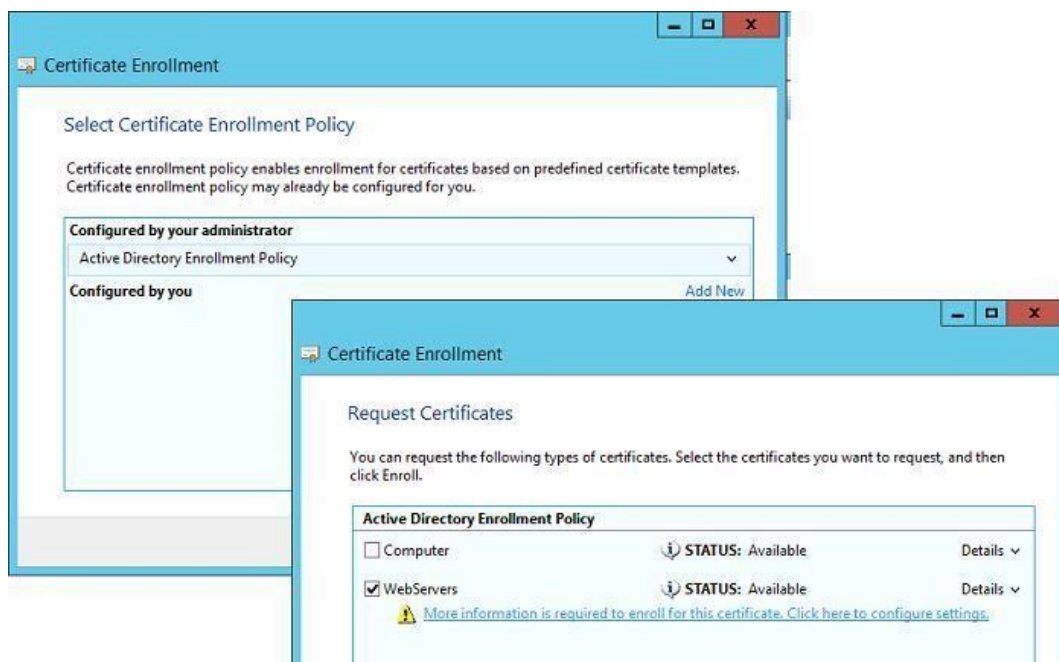 Certificate Enrollment
Select Certificate Enrollment Policy
Certificate enrollment policy enables enrollment for certificates based on predefined certificate templates.
Certificate enrollment policy may already be configured for you.
Configured by your administrator
Active Directory Enrollment Policy
Configured by you Add New
Certificate Enrollment
Request Certificates
You can request the following types of certificates. Select the certificates you want to request, and then
click Enroll.
Active Directory Enrollment Policy
Computer STATUS: Available Details
WebServers STATUS: Available Details
More information is required to enroll for this certificate. Click here to configure settings.